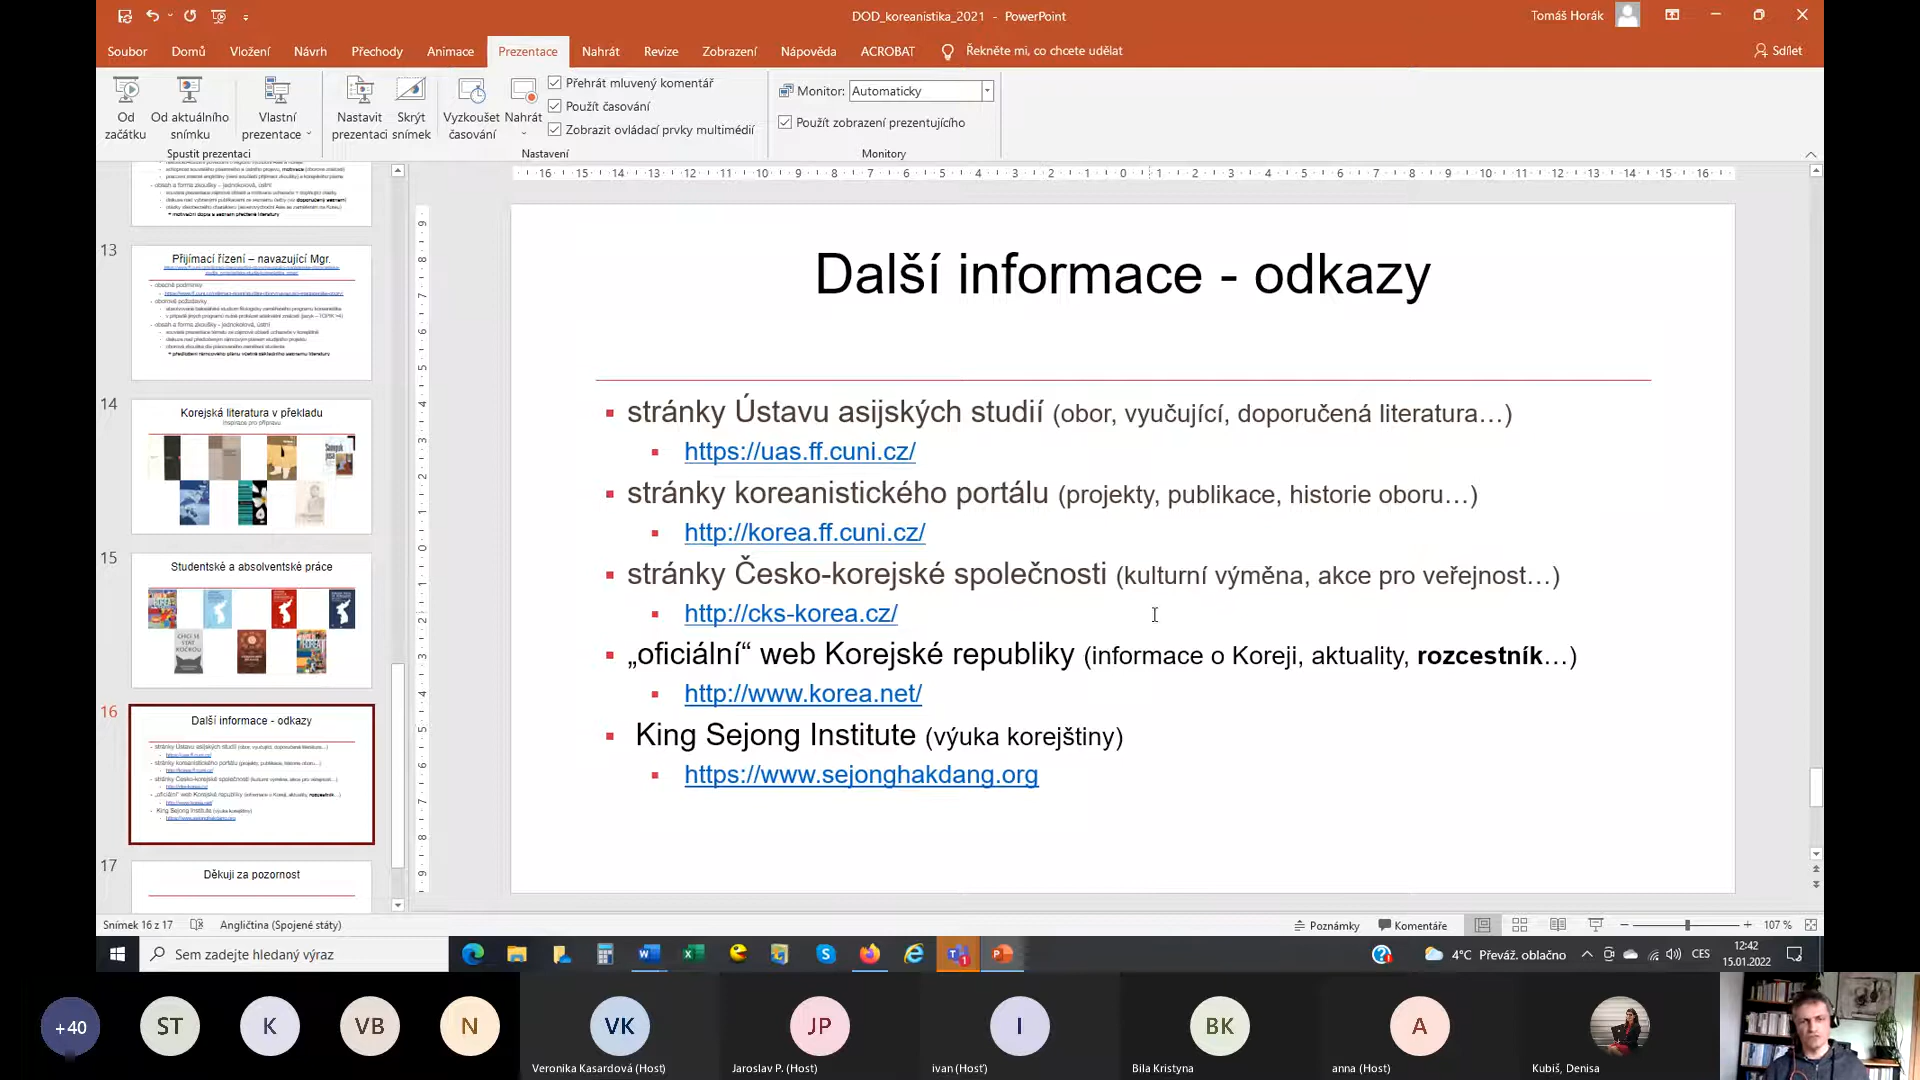 DOD_koreanistika_2021 - PowerPoint
Tomáš Horák
Soubor Domů Vložení Návrh Přechody Animace Prezentace Nahrát Revize Zobrazení Nápověda ACROBAT Řekněte mi, co chcete udělat Sdílet
Od začátku
Od aktuálního snímku
Vlastní prezentace
Spustit prezentaci
Nastavit prezentaci
Skrýt snímek
Vyzkoušet časování
Nahrát
Přehrát mluvený komentář
Použít časování
Zobrazit ovládací prvky multimédií
Nastavení
Monitor: Automaticky
Použít zobrazení prezentujícího
Monitory
13
Přijímací řízení – navazující Mgr.
14
Korejská literatura v překladu
Inspirace pro přípravu
15
Studentské a absolventské práce
16
Další informace - odkazy
17
Děkuji za pozornost
Další informace - odkazy
stránky Ústavu asijských studií (obor, vyučující, doporučená literatura…)
https://uas.ff.cuni.cz/
stránky koreanistického portálu (projekty, publikace, historie oboru…)
http://korea.ff.cuni.cz/
stránky Česko-korejské společnosti (kulturní výměna, akce pro veřejnost…)
http://cks-korea.cz/
„oficiální“ web Korejské republiky (informace o Koreji, aktuality, rozcestník…)
http://www.korea.net/
King Sejong Institute (výuka korejštiny)
https://www.sejonghakdang.org
Snímek 16 z 17 Angličtina (Spojené státy) Poznámky Komentáře 107 %
Sem zadejte hledaný výraz
4°C Převáž. oblačno
CES
12:42
15.01.2022
+40 ST K VB N VK JP I BK A
Veronika Kasardová (Host) Jaroslav P. (Host) ivan (Hosť) Bila Kristyna anna (Host) Kubiš, Denisa